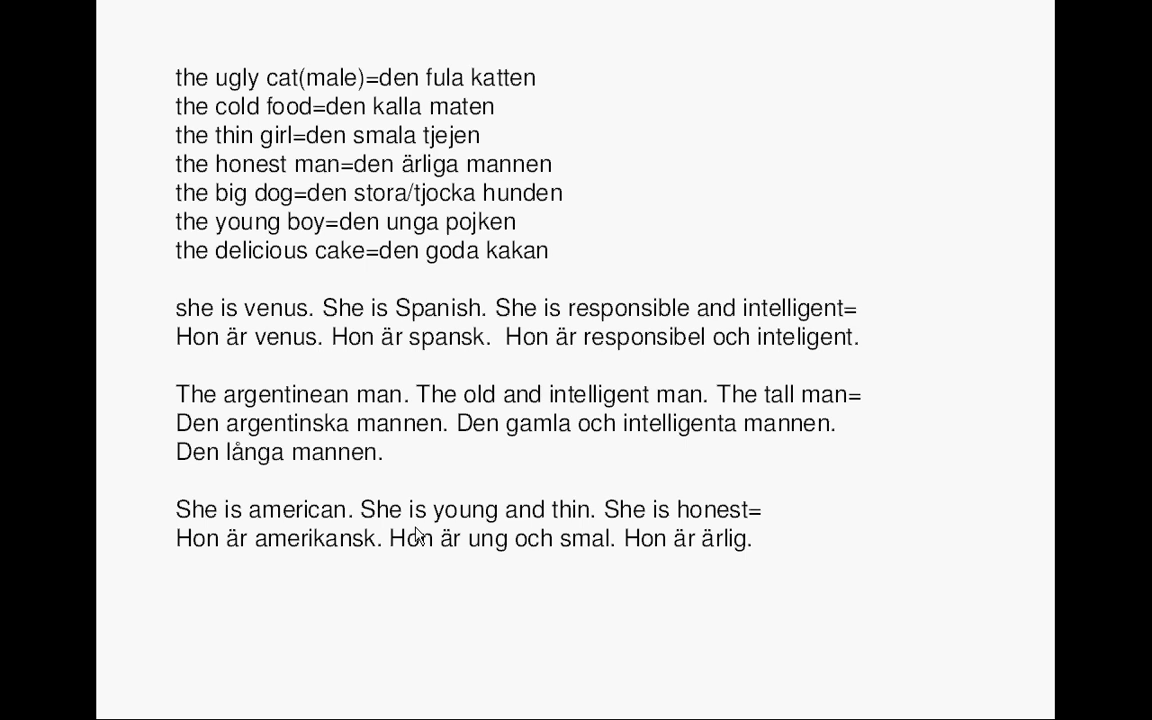 the ugly cat(male)=den fula katten
the cold food=den kalla maten
the thin girl=den smala tjejen
the honest man=den ärliga mannen
the big dog=den stora/tjocka hunden
the young boy=den unga pojken
the delicious cake=den goda kakan
she is venus. She is Spanish. She is responsible and intelligent=
Hon är venus. Hon är spansk.  Hon är responsibel och inteligent.
The argentinean man. The old and intelligent man. The tall man=
Den argentinska mannen. Den gamla och intelligenta mannen.
Den långa mannen.
She is american. She is young and thin. She is honest=
Hon är amerikansk. Hon är ung och smal. Hon är ärlig.